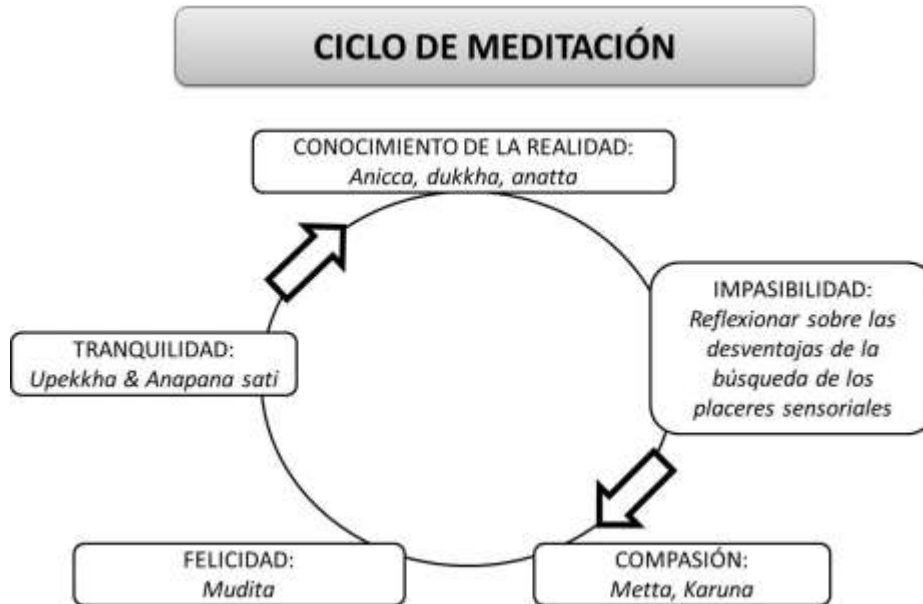 CICLO DE MEDITACIÓN
CONOCIMIENTO DE LA REALIDAD:
Anicca, dukkha, anatta
IMPASIBILIDAD:
Reflexionar sobre las
desventajas de la
búsqueda de los
placeres sensoriales
TRANQUILIDAD:
Upekkha & Anapana sati
FELICIDAD:
Mudita
COMPASIÓN:
Metta, Karuna